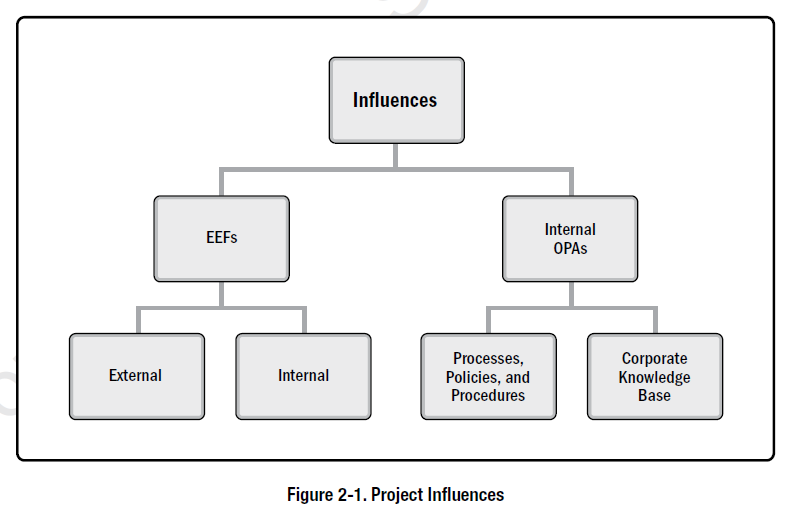 Influences
EEFs
Internal
OPAs
External
Internal
Processes,
Policies, and
Procedures
Corporate
Knowledge
Base
Figure 2-1. Project Influences